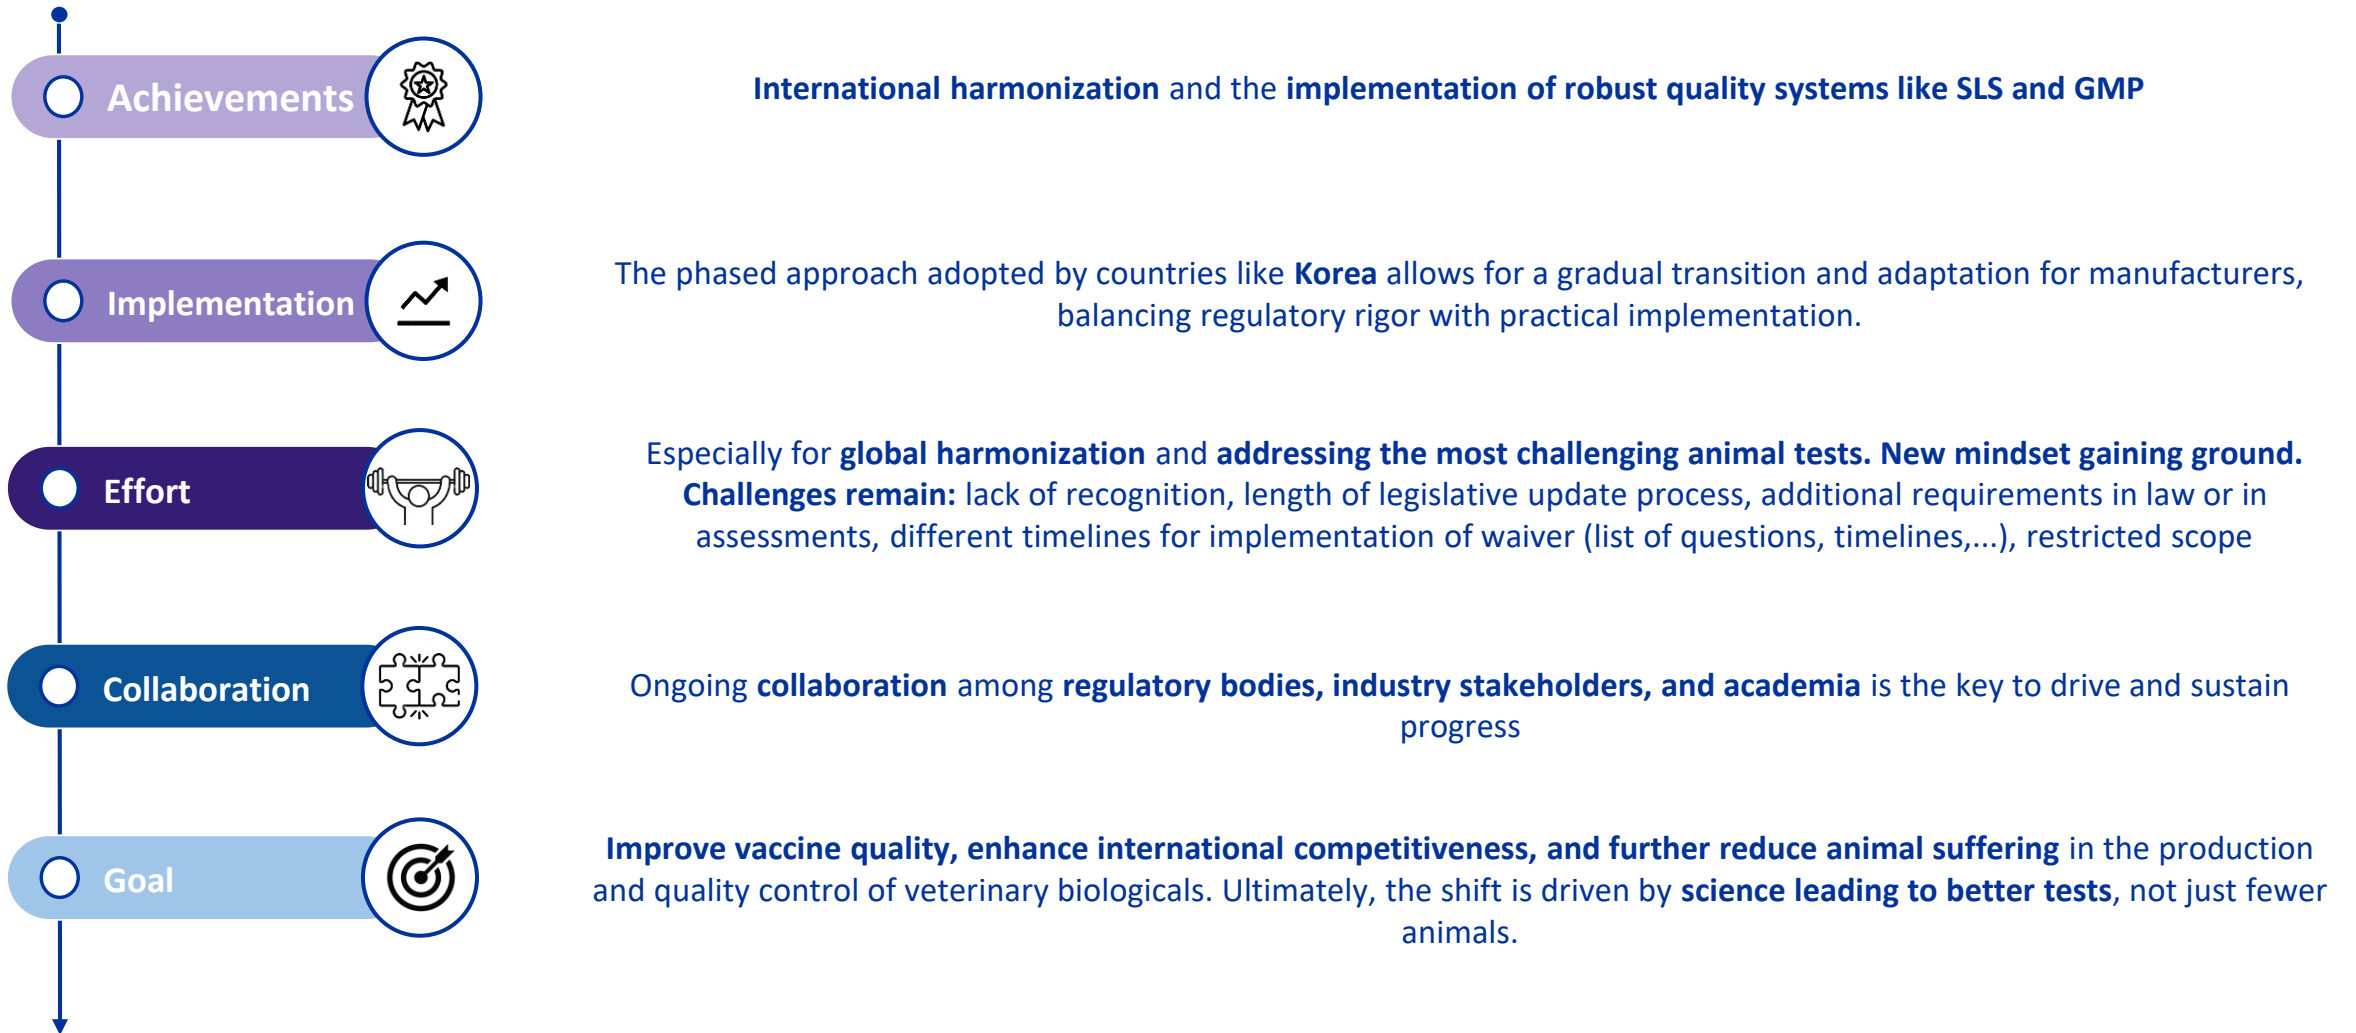 Achievements
International harmonization and the implementation of robust quality systems like SLS and GMP
Implementation
The phased approach adopted by countries like Korea allows for a gradual transition and adaptation for manufacturers,
balancing regulatory rigor with practical implementation.
Effort
Especially for global harmonization and addressing the most challenging animal tests. New mindset gaining ground.
Challenges remain: lack of recognition, length of legislative update process, additional requirements in law or in
assessments, different timelines for implementation of waiver (list of questions, timelines,...), restricted scope
Collaboration
Ongoing collaboration among regulatory bodies, industry stakeholders, and academia is the key to drive and sustain
progress
Goal
Improve vaccine quality, enhance international competitiveness, and further reduce animal suffering in the production
and quality control of veterinary biologicals. Ultimately, the shift is driven by science leading to better tests, not just fewer
animals.